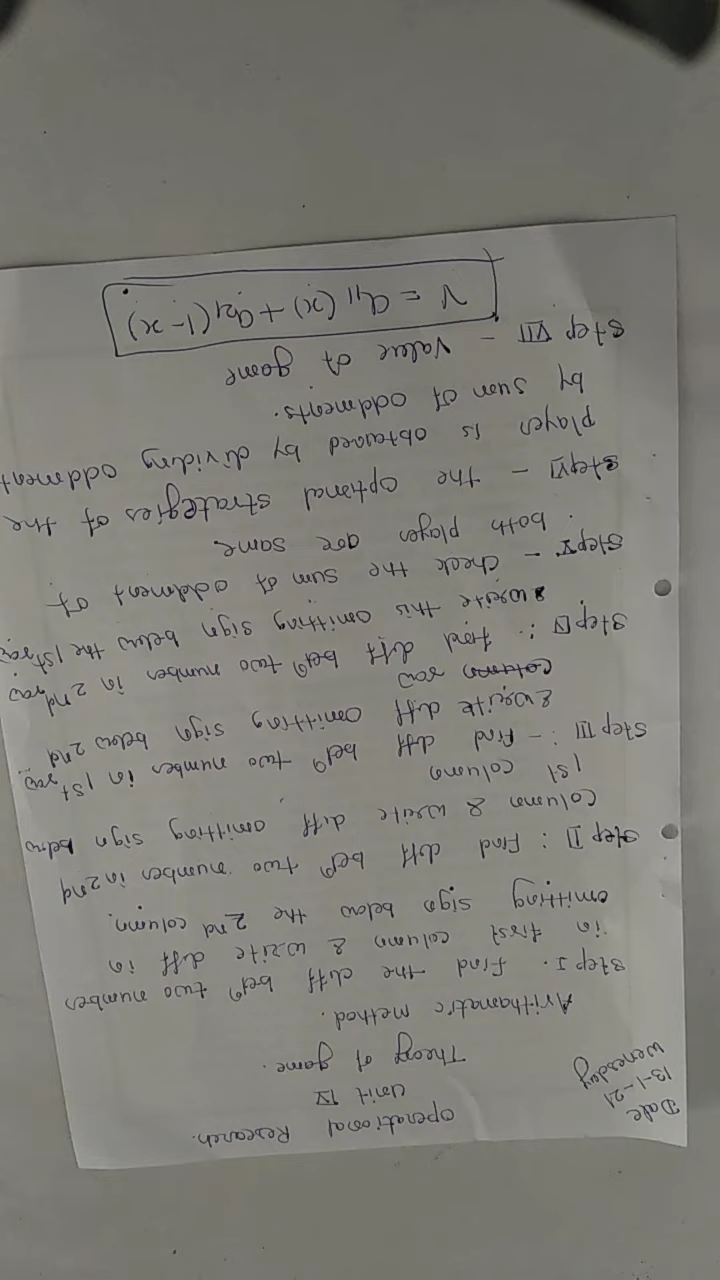 Date
13-1-21
wenesday
operational Research.
Unit IV
Theory of game.
Arithamatic method.
Step I. Find the diff betn two number
in first column & write diff in
omitting sign below the 2nd column.
Step II : Find diff betn two number in 2nd
column & write diff omitting sign below
1st column
Step III :- Find diff betn two number in 1st row
& write diff omitting sign below 2nd
row
Step IV : find diff betn two number in 2nd row
& write this omitting sign below the 1st row
Step V - check the sum of oddment of
both player are same
Step VI - the optional strategies of the
player is obtained by dividing oddment
by sum of oddments.
Step VII - Value of game
V = a11 (x) + a21 (1-x)